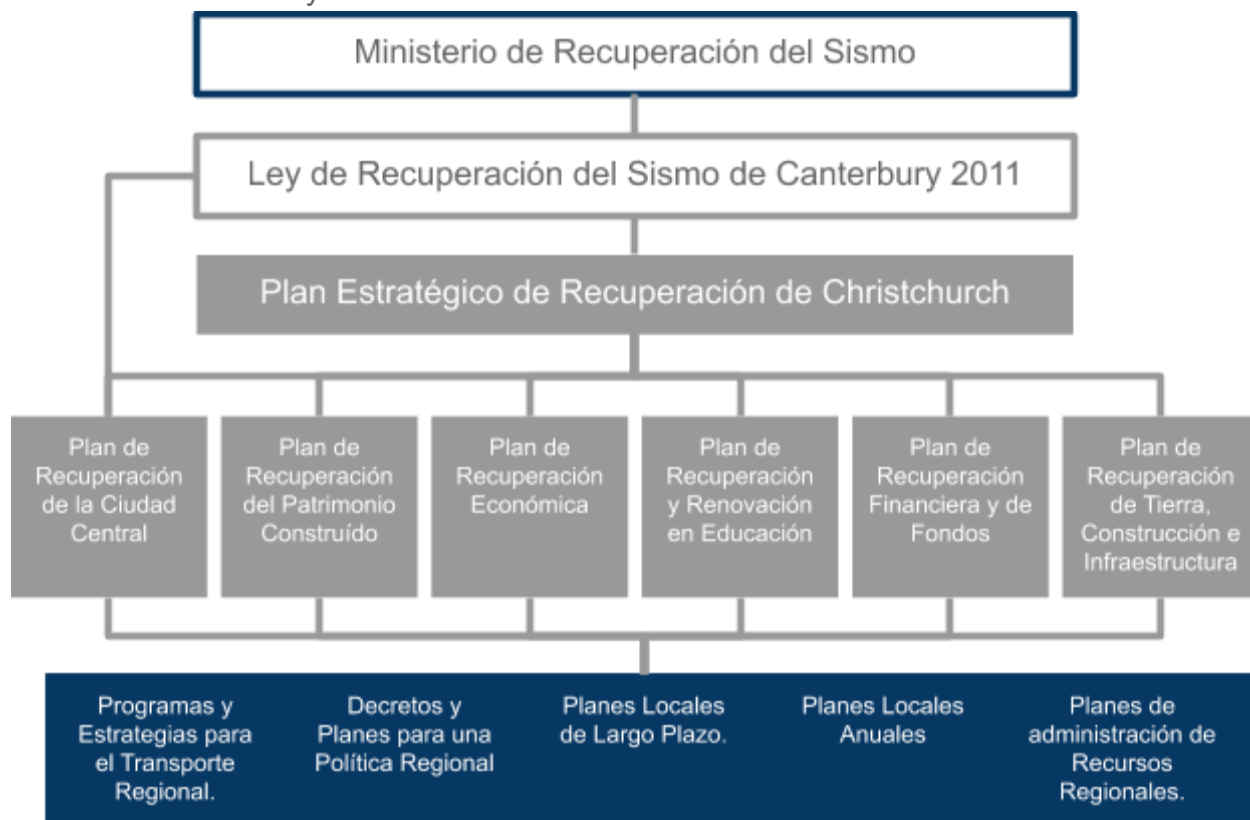 Ministerio de Recuperación del Sismo
Ley de Recuperación del Sismo de Canterbury 2011
Plan Estratégico de Recuperación de Christchurch
Plan de
Recuperación
de la Ciudad
Central
Plan de
Recuperación
del Patrimonio
Construído
Plan de
Recuperación
Económica
Plan de
Recuperación
y Renovación
en Educación
Plan de
Recuperación
Financiera y de
Fondos
Plan de
Recuperación
de Tierra,
Construcción e
Infraestructura
Programas y
Estrategias para
el Transporte
Regional.
Decretos y
Planes para una
Política Regional
Planes Locales
de Largo Plazo.
Planes Locales
Anuales
Planes de
administración de
Recursos
Regionales.